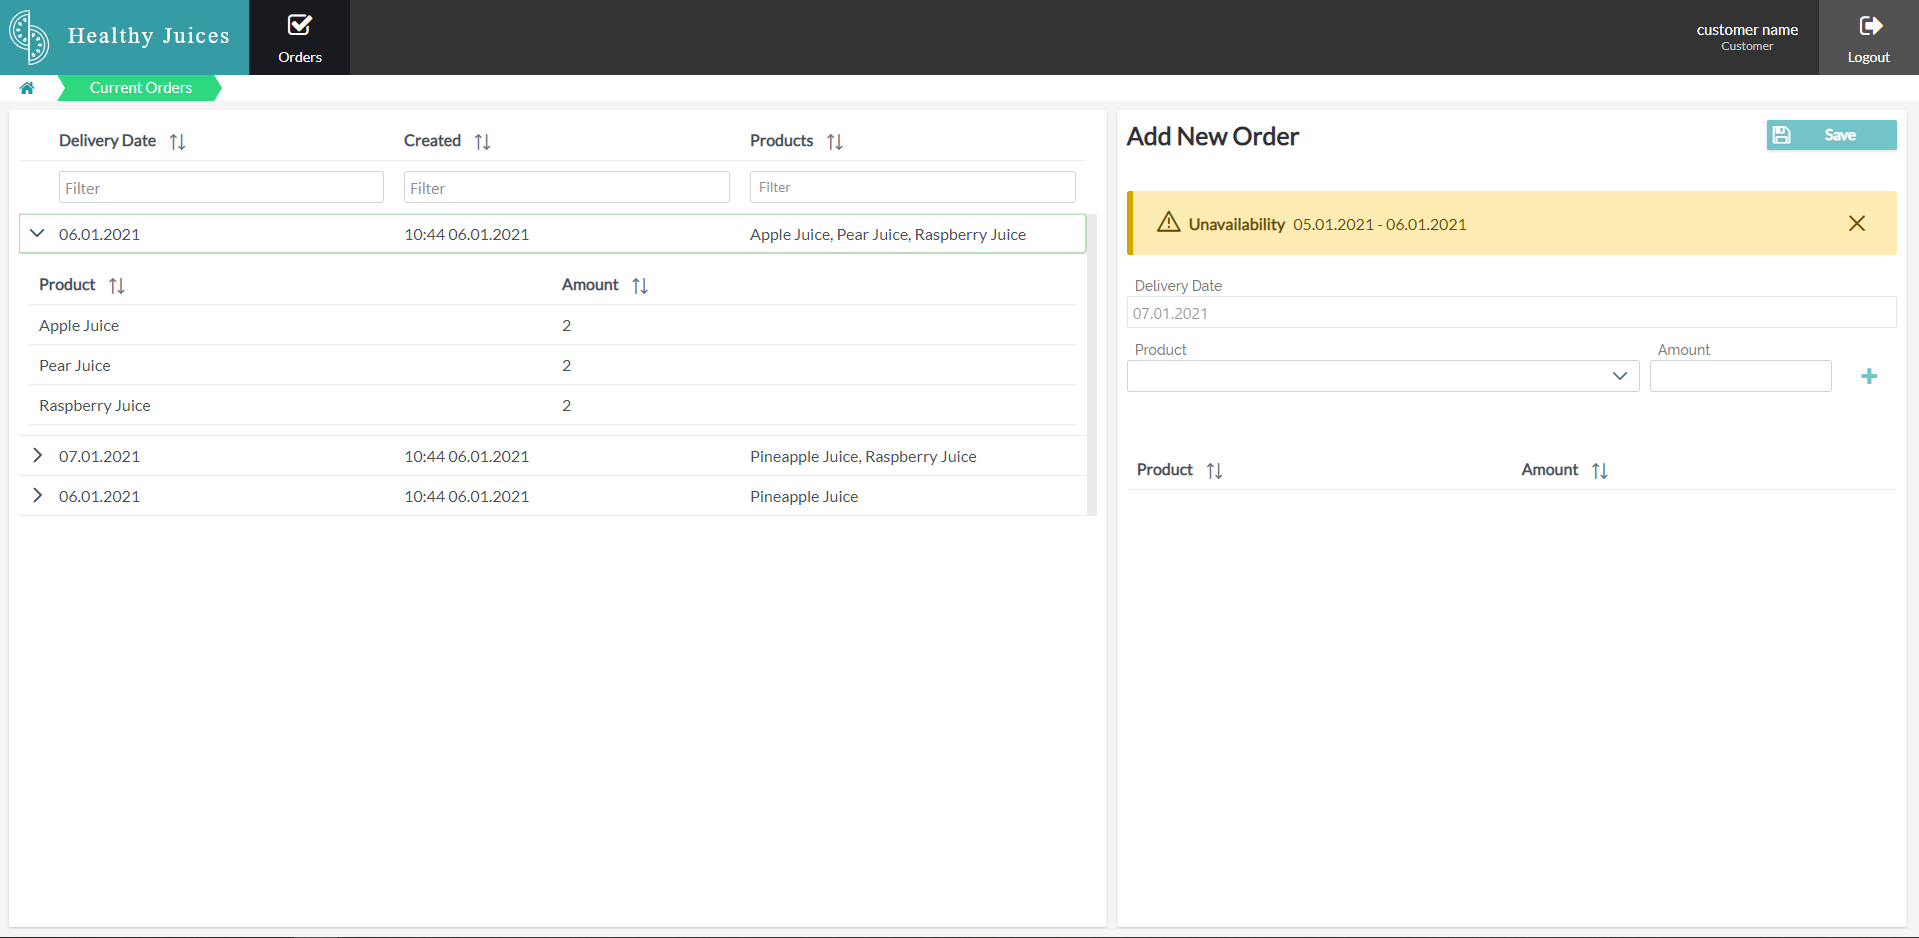 Healthy Juices
Orders
customer name
Customer
Logout
Current Orders
Delivery Date Created Products
Filter Filter Filter
06.01.2021 10:44 06.01.2021 Apple Juice, Pear Juice, Raspberry Juice
Product Amount
Apple Juice 2
Pear Juice 2
Raspberry Juice 2
07.01.2021 10:44 06.01.2021 Pineapple Juice, Raspberry Juice
06.01.2021 10:44 06.01.2021 Pineapple Juice
Add New Order
Save
Unavailability 05.01.2021 - 06.01.2021
Delivery Date
07.01.2021
Product Amount
Product Amount